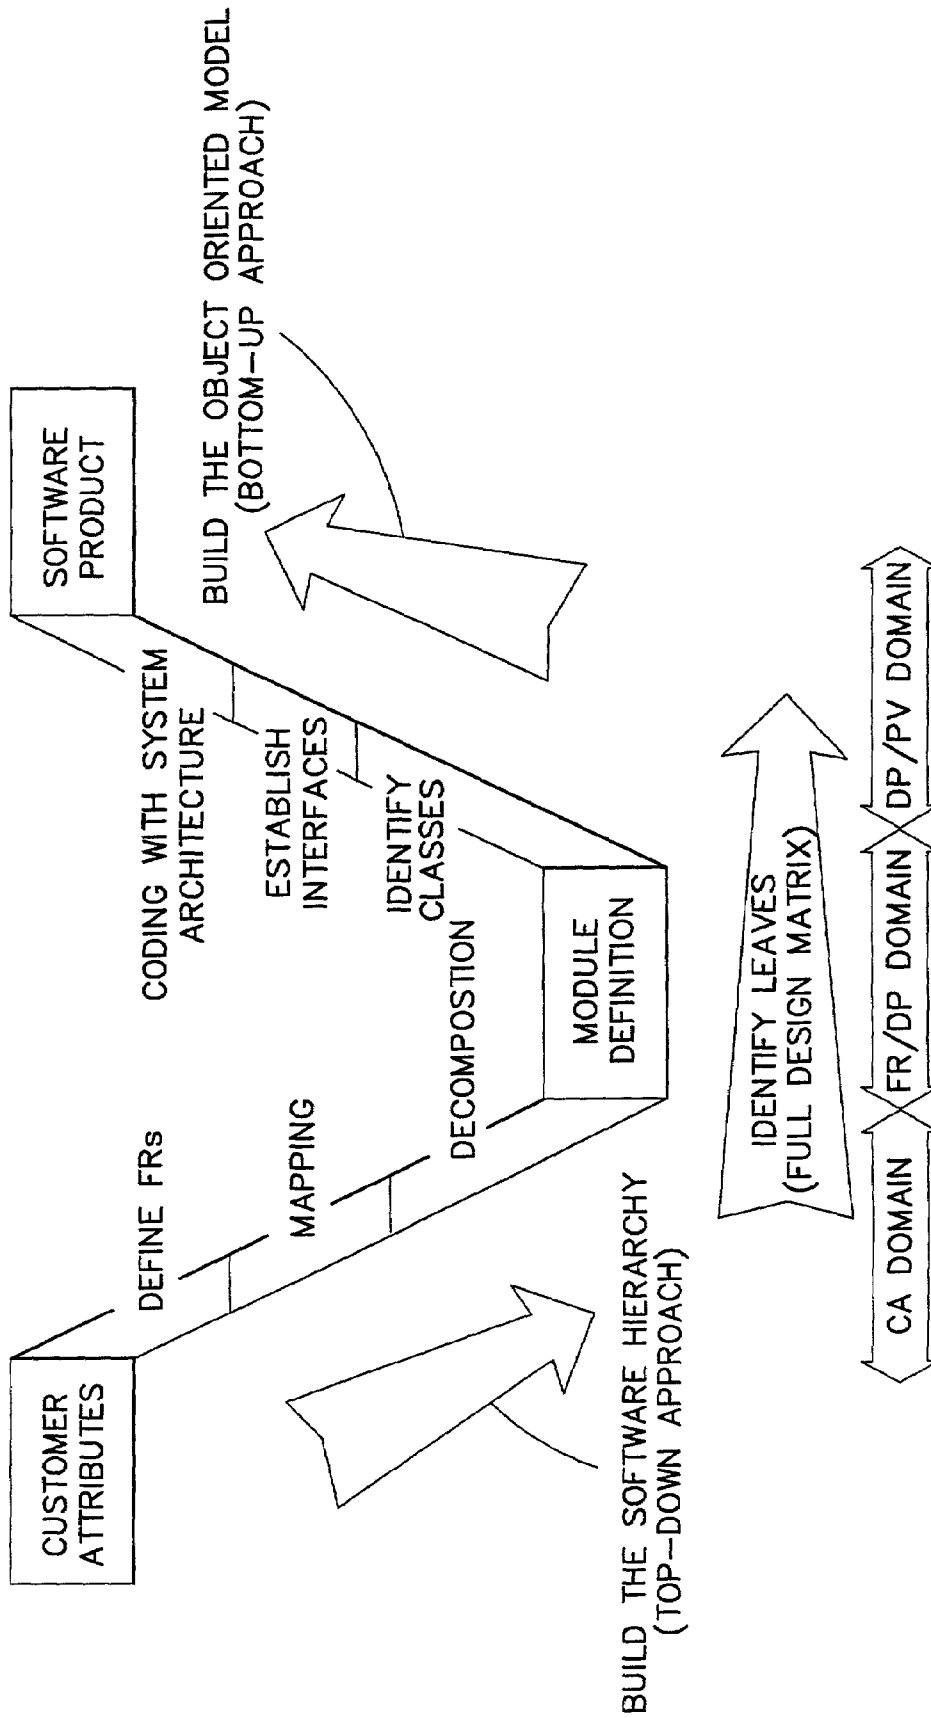 CUSTOMER
ATTRIBUTES
DEFINE FRs
MAPPING
DECOMPOSTION
MODULE
DEFINITION
IDENTIFY
CLASSES
ESTABLISH
INTERFACES
CODING WITH SYSTEM
ARCHITECTURE
SOFTWARE
PRODUCT
BUILD THE SOFTWARE HIERARCHY
(TOP-DOWN APPROACH)
BUILD THE OBJECT ORIENTED MODEL
(BOTTOM-UP APPROACH)
IDENTIFY LEAVES
(FULL DESIGN MATRIX)
CA DOMAIN
FR/DP DOMAIN
DP/PV DOMAIN